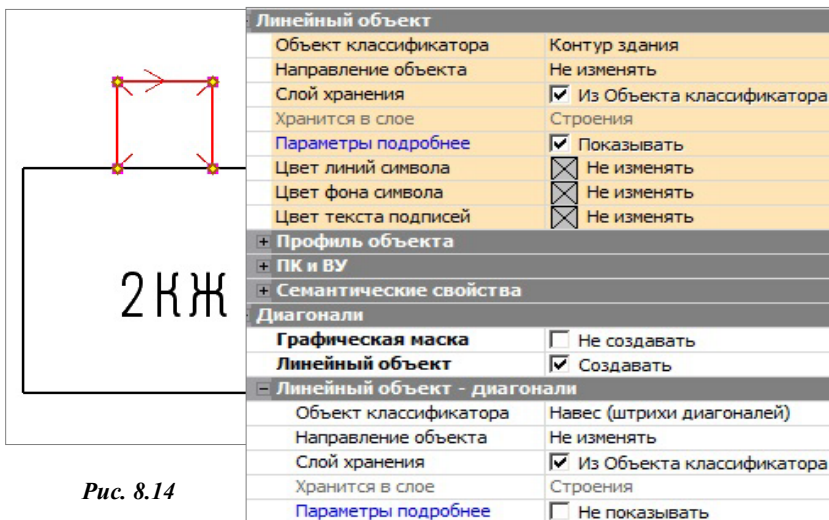 2КЖ
Рис. 8.14
Линейный объект
Объект классификатора Контур здания
Направление объекта Не изменять
Слой хранения Из Объекта классификатора
Хранится в слое Строения
Параметры подробнее Показывать
Цвет линий символа Не изменять
Цвет фона символа Не изменять
Цвет текста подписей Не изменять
Профиль объекта
ПК и ВУ
Семантические свойства
Диагонали
Графическая маска Не создавать
Линейный объект Создавать
Линейный объект - диагонали
Объект классификатора Навес (штрихи диагоналей)
Направление объекта Не изменять
Слой хранения Из Объекта классификатора
Хранится в слое Строения
Параметры подробнее Не показывать